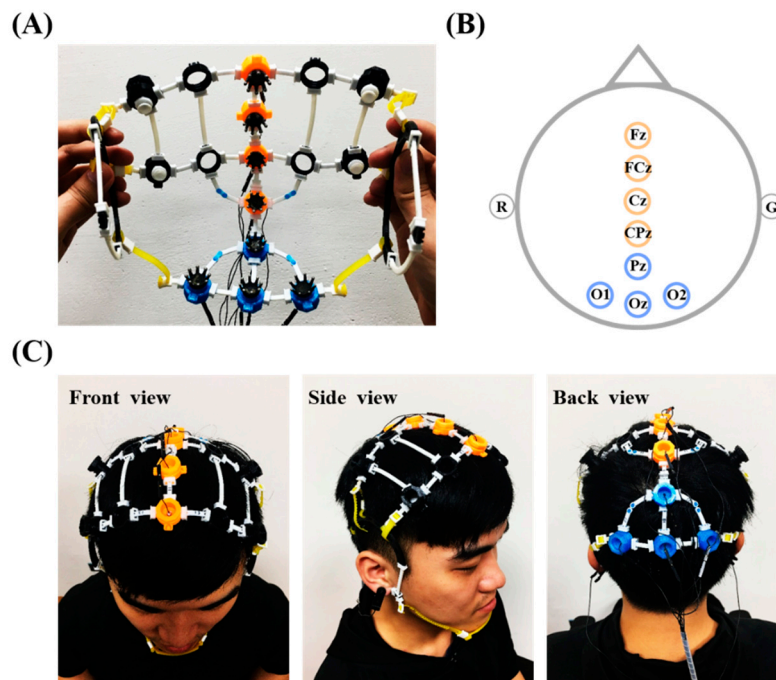 (A)
(B)
Fz
FCz
Cz
R
G
CPz
Pz
O1
O2
Oz
(C)
Front view
Side view
Back view